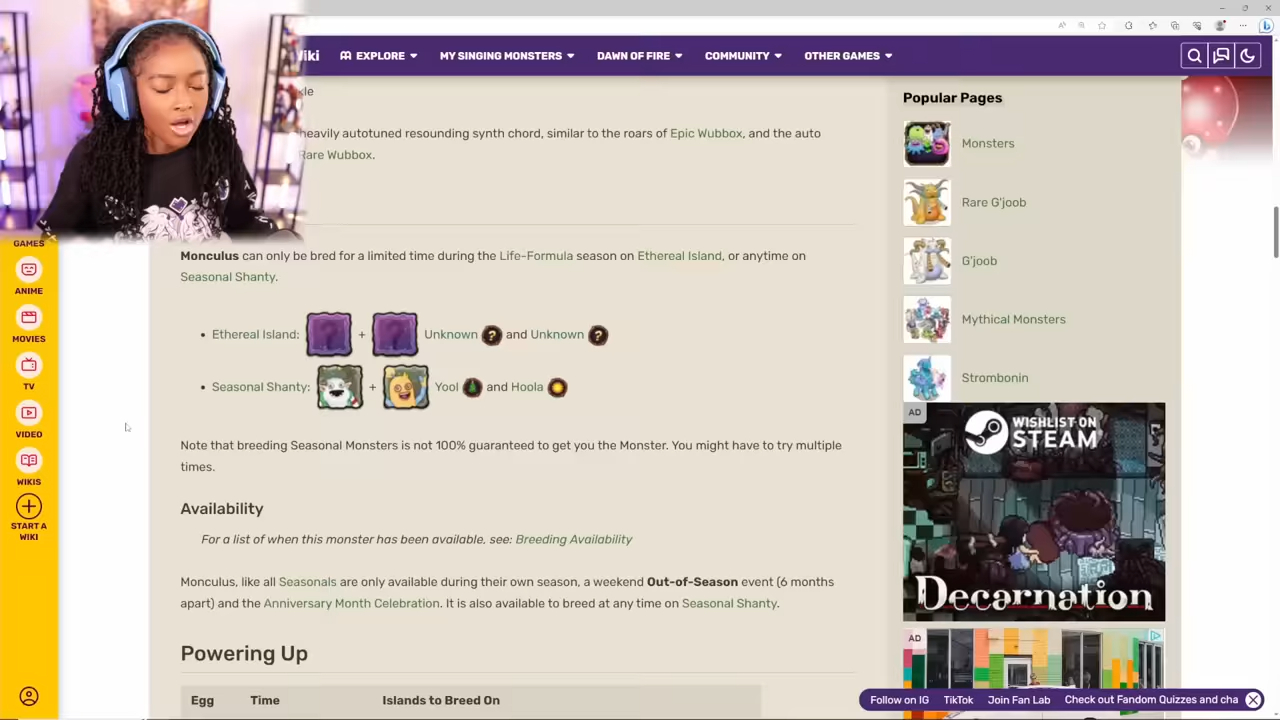 iki
EXPLORE
MY SINGING MONSTERS
DAWN OF FIRE
COMMUNITY
OTHER GAMES
heavily autotuned resounding synth chord, similar to the roars of Epic Wubbox, and the auto
Rare Wubbox.
GAMES
ANIME
MOVIES
TV
VIDEO
WIKIS
START A
WIKI
Monculus can only be bred for a limited time during the Life-Formula season on Ethereal Island, or anytime on
Seasonal Shanty.
• Ethereal Island: + Unknown ? and Unknown ?
• Seasonal Shanty: + Yool and Hoola
Note that breeding Seasonal Monsters is not 100% guaranteed to get you the Monster. You might have to try multiple
times.
Availability
For a list of when this monster has been available, see: Breeding Availability
Monculus, like all Seasonals are only available during their own season, a weekend Out-of-Season event (6 months
apart) and the Anniversary Month Celebration. It is also available to breed at any time on Seasonal Shanty.
Powering Up
Egg Time Islands to Breed On
Popular Pages
Monsters
Rare G'joob
G'joob
Mythical Monsters
Strombonin
AD
WISHLIST ON
STEAM
Decarnation
AD
Follow on IG TikTok Join Fan Lab Check out Fandom Quizzes and cha